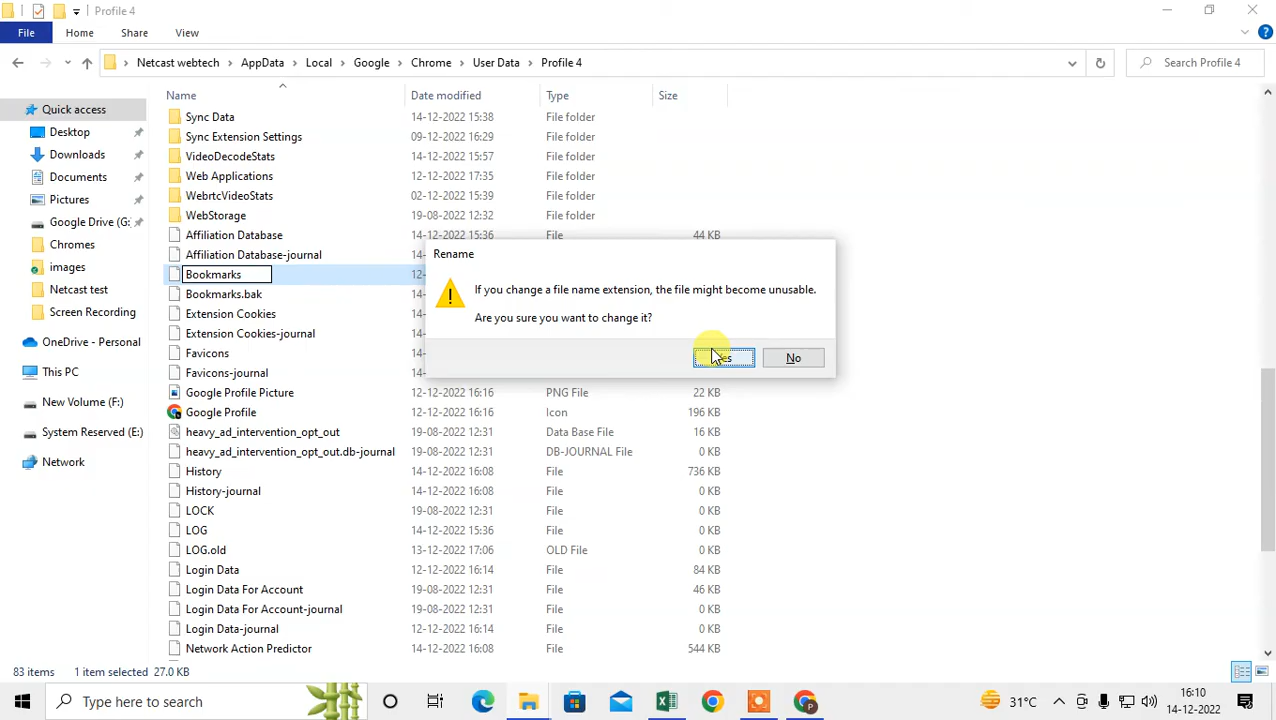 Profile 4
File Home Share View
Netcast webtech AppData Local Google Chrome User Data Profile 4 Search Profile 4
Name Date modified Type Size
Quick access
Desktop
Downloads
Documents
Pictures
Google Drive (G:
Chromes
images
Netcast test
Screen Recording
OneDrive - Personal
This PC
New Volume (F:)
System Reserved (E:)
Network
Sync Data 14-12-2022 15:38 File folder
Sync Extension Settings 09-12-2022 16:29 File folder
VideoDecodeStats 14-12-2022 15:57 File folder
Web Applications 12-12-2022 17:35 File folder
WebrtcVideoStats 02-12-2022 15:39 File folder
WebStorage 19-08-2022 12:32 File folder
Affiliation Database 14-12-2022 15:36 File 44 KB
Affiliation Database-journal
Bookmarks
Bookmarks.bak
Extension Cookies
Extension Cookies-journal
Favicons
Favicons-journal
Google Profile Picture 12-12-2022 16:16 PNG File 22 KB
Google Profile 12-12-2022 16:16 Icon 196 KB
heavy_ad_intervention_opt_out 19-08-2022 12:31 Data Base File 16 KB
heavy_ad_intervention_opt_out.db-journal 19-08-2022 12:31 DB-JOURNAL File 0 KB
History 14-12-2022 16:08 File 736 KB
History-journal 14-12-2022 16:08 File 0 KB
LOCK 19-08-2022 12:31 File 0 KB
LOG 14-12-2022 15:36 File 0 KB
LOG.old 13-12-2022 17:06 OLD File 0 KB
Login Data 12-12-2022 16:14 File 84 KB
Login Data For Account 19-08-2022 12:31 File 46 KB
Login Data For Account-journal 19-08-2022 12:31 File 0 KB
Login Data-journal 12-12-2022 16:14 File 0 KB
Network Action Predictor 14-12-2022 16:08 File 544 KB
Rename
If you change a file name extension, the file might become unusable.
Are you sure you want to change it?
No
83 items 1 item selected 27.0 KB
Type here to search
31°C
16:10
14-12-2022